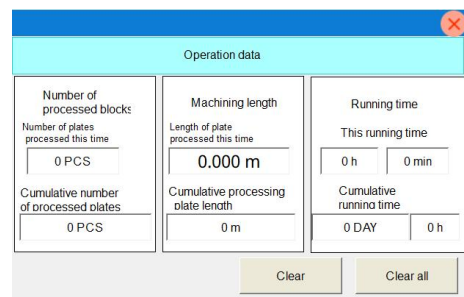 Operation data
Number of
processed blocks
Number of plates
processed this time
0 PCS
Cumulative number
of processed plates
0 PCS
Machining length
Length of plate
processed this time
0.000 m
Cumulative processing
plate length
0 m
Running time
This running time
0 h
0 min
Cumulative
running time
0 DAY
0 h
Clear
Clear all